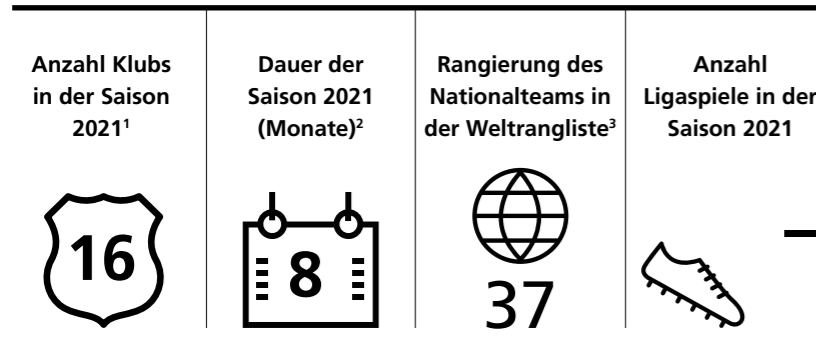 Anzahl Klubs
in der Saison
2021¹
Dauer der
Saison 2021
(Monate)²
Rangierung des
Nationalteams in
der Weltrangliste³
Anzahl
Ligaspiele in der
Saison 2021
16
8
37